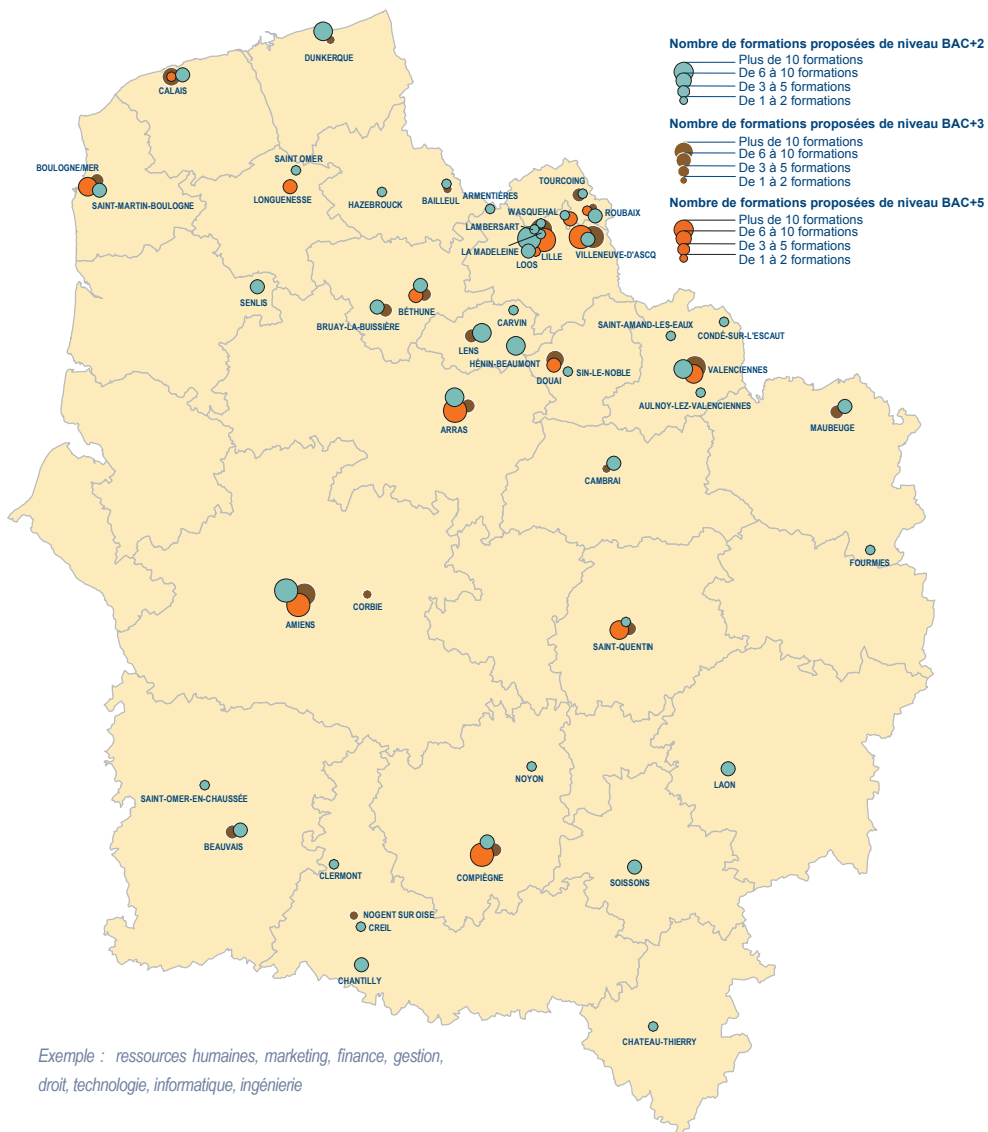 Nombre de formations proposées de niveau BAC+2
Plus de 10 formations
De 6 à 10 formations
De 3 à 5 formations
De 1 à 2 formations
Nombre de formations proposées de niveau BAC+3
Plus de 10 formations
De 6 à 10 formations
De 3 à 5 formations
De 1 à 2 formations
Nombre de formations proposées de niveau BAC+5
Plus de 10 formations
De 6 à 10 formations
De 3 à 5 formations
De 1 à 2 formations
DUNKERQUE
CALAIS
SAINT OMER
BOULOGNE/MER
LONGUENESSE
SAINT-MARTIN-BOULOGNE
HAZEBROUCK
BAILLEUL
ARMENTIÈRES
TOURCOING
WASQUEHAL
ROUBAIX
LAMBERSART
LA MADELEINE
LILLE
VILLENEUVE-D'ASCQ
LOOS
SENLIS
BÉTHUNE
BRUAY-LA-BUISSIÈRE
CARVIN
LENS
HÉNIN-BEAUMONT
DOUAI
SIN-LE-NOBLE
SAINT-AMAND-LES-EAUX
CONDÉ-SUR-L'ESCAUT
VALENCIENNES
AULNOY-LEZ-VALENCIENNES
MAUBEUGE
ARRAS
CAMBRAI
FOURMIES
AMIENS
CORBIE
SAINT-QUENTIN
NOYON
LAON
SAINT-OMER-EN-CHAUSSÉE
BEAUVAIS
CLERMONT
COMPIÈGNE
SOISSONS
NOGENT SUR OISE
CREIL
CHANTILLY
CHATEAU-THIERRY
Exemple : ressources humaines, marketing, finance, gestion,
droit, technologie, informatique, ingénierie